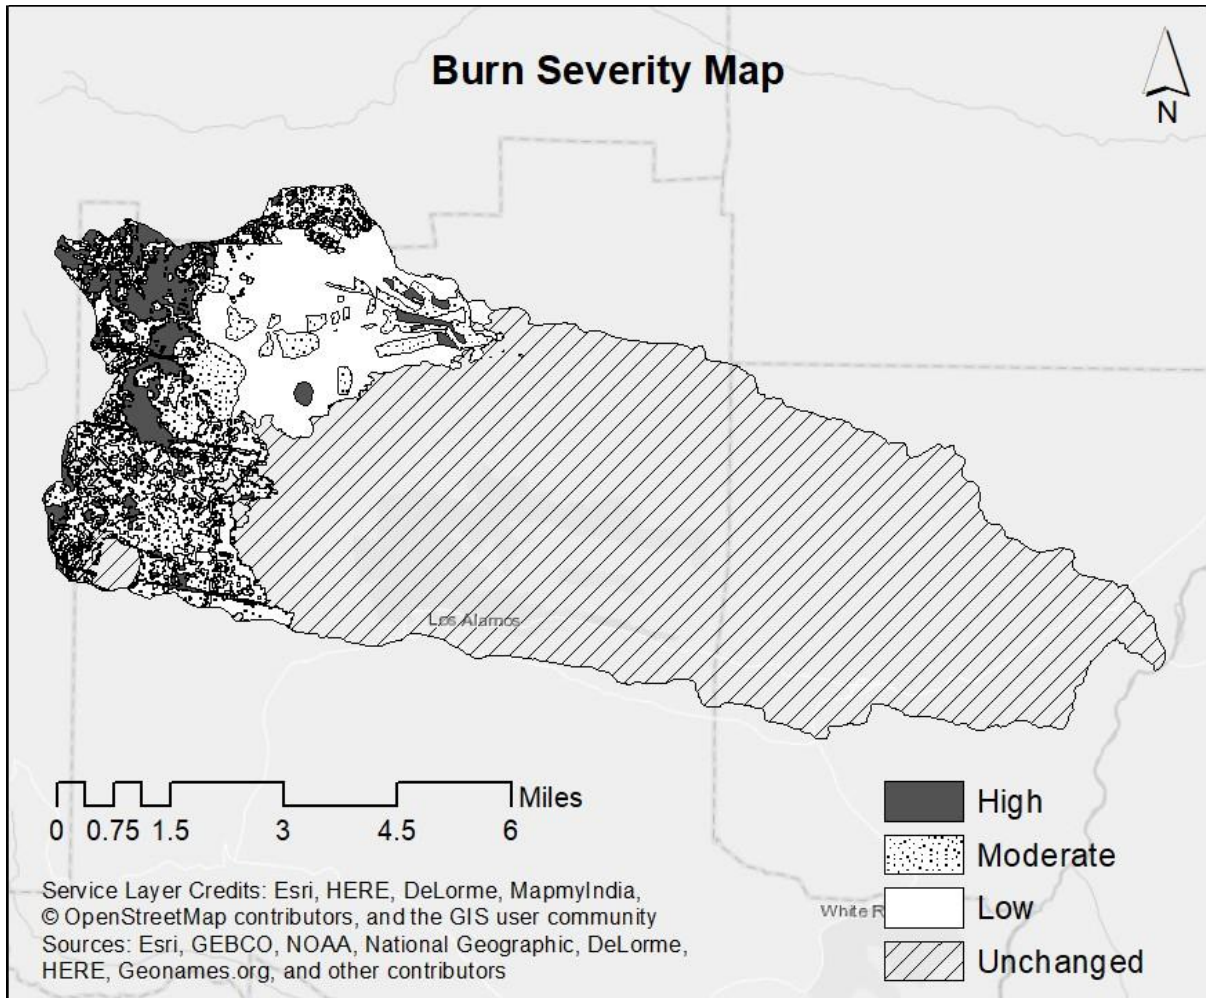 Burn Severity Map
N
Los Alamos
Miles
0 0.75 1.5 3 4.5 6
High
Moderate
Low
Unchanged
Service Layer Credits: Esri, HERE, DeLorme, MapmyIndia,
© OpenStreetMap contributors, and the GIS user community
Sources: Esri, GEBCO, NOAA, National Geographic, DeLorme,
HERE, Geonames.org, and other contributors
White R